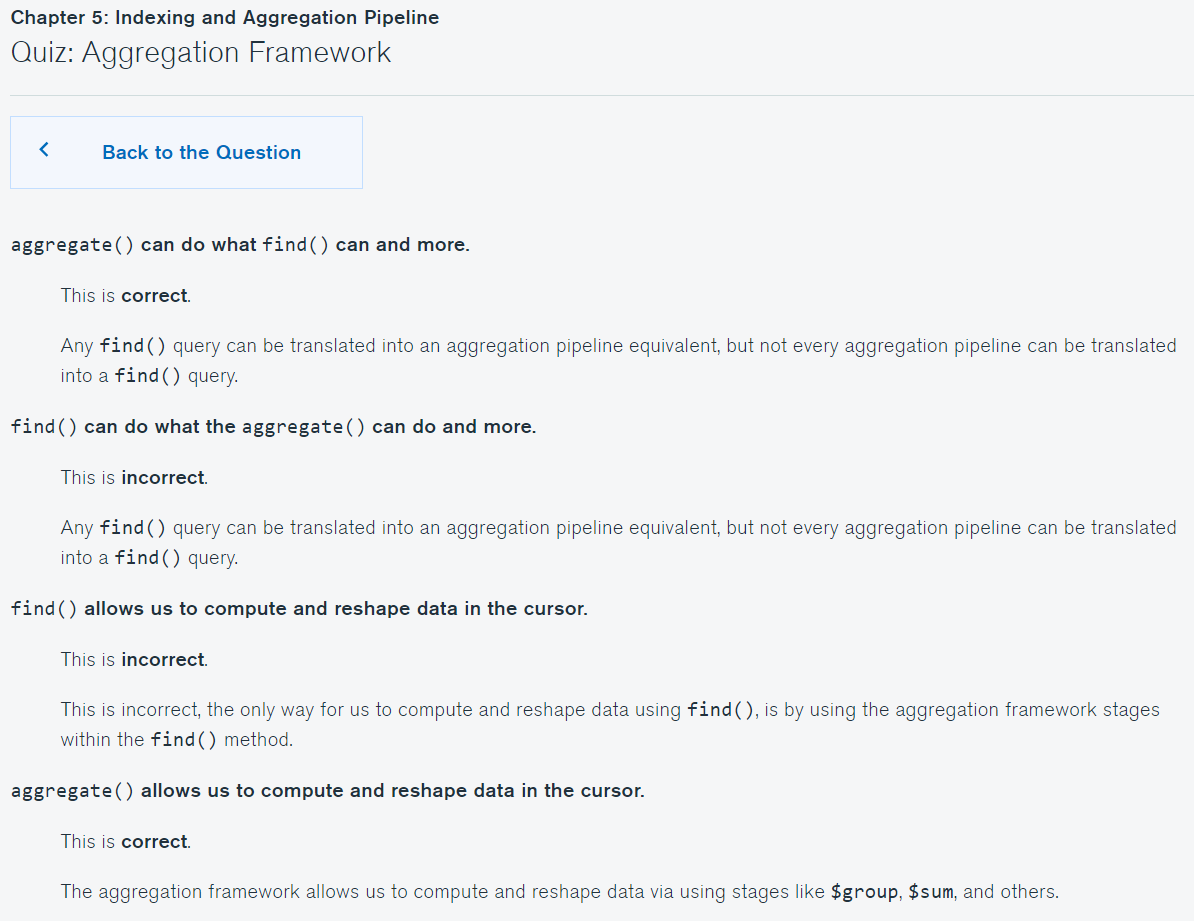 Chapter 5: Indexing and Aggregation Pipeline
Quiz: Aggregation Framework
Back to the Question
aggregate() can do what find() can and more.
This is correct.
Any find() query can be translated into an aggregation pipeline equivalent, but not every aggregation pipeline can be translated
into a find() query.
find() can do what the aggregate() can do and more.
This is incorrect.
Any find() query can be translated into an aggregation pipeline equivalent, but not every aggregation pipeline can be translated
into a find() query.
find() allows us to compute and reshape data in the cursor.
This is incorrect.
This is incorrect, the only way for us to compute and reshape data using find(), is by using the aggregation framework stages
within the find() method.
aggregate() allows us to compute and reshape data in the cursor.
This is correct.
The aggregation framework allows us to compute and reshape data via using stages like $group, $sum, and others.